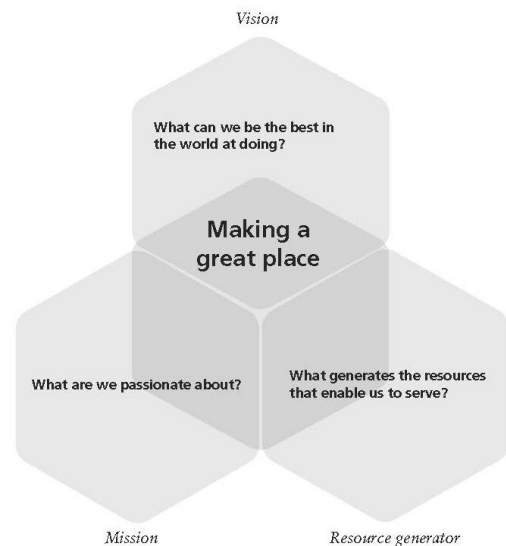 Vision
What can we be the best in
the world at doing?
Making a
great place
What are we passionate about?
What generates the resources
that enable us to serve?
Mission
Resource generator